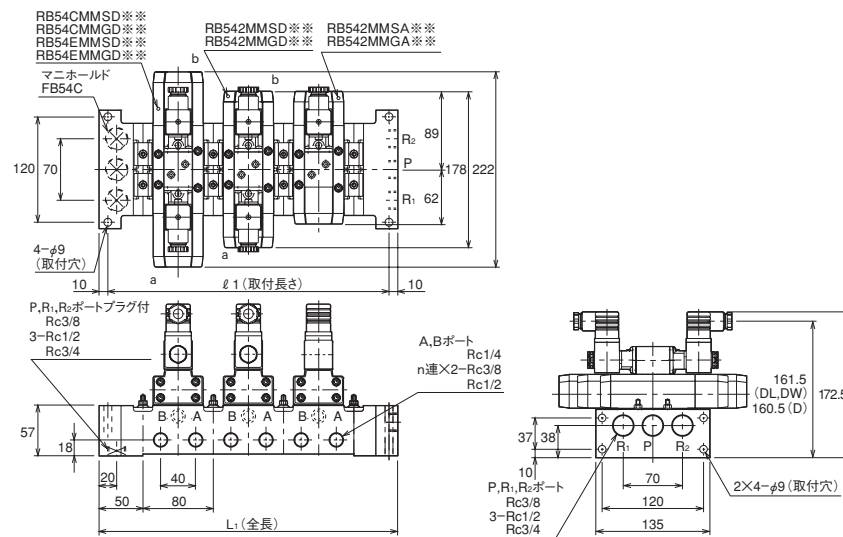 RB54CMMSD※※
RB54CMMGD※※
RB54EMMSD※※
RB54EMMGD※※
RB542MMSD※※
RB542MMGD※※
RB542MMSA※※
RB542MMGA※※
マニホールド
FB54C
b
b
R2
P
R1
89
62
178
222
120
70
4-φ9
(取付穴)
a
a
10
ℓ1(取付長さ)
10
P,R1,R2ポートプラグ付
Rc3/8
3-Rc1/2
Rc3/4
A,Bポート
Rc1/4
n連×2-Rc3/8
Rc1/2
B A B A B A
57
18
20
40
50
80
L1(全長)
161.5
(DL,DW)
160.5(D)
172.5
37
38
10
R1 P R2
70
120
135
2×4-φ9(取付穴)
P,R1,R2ポート
Rc3/8
3-Rc1/2
Rc3/4